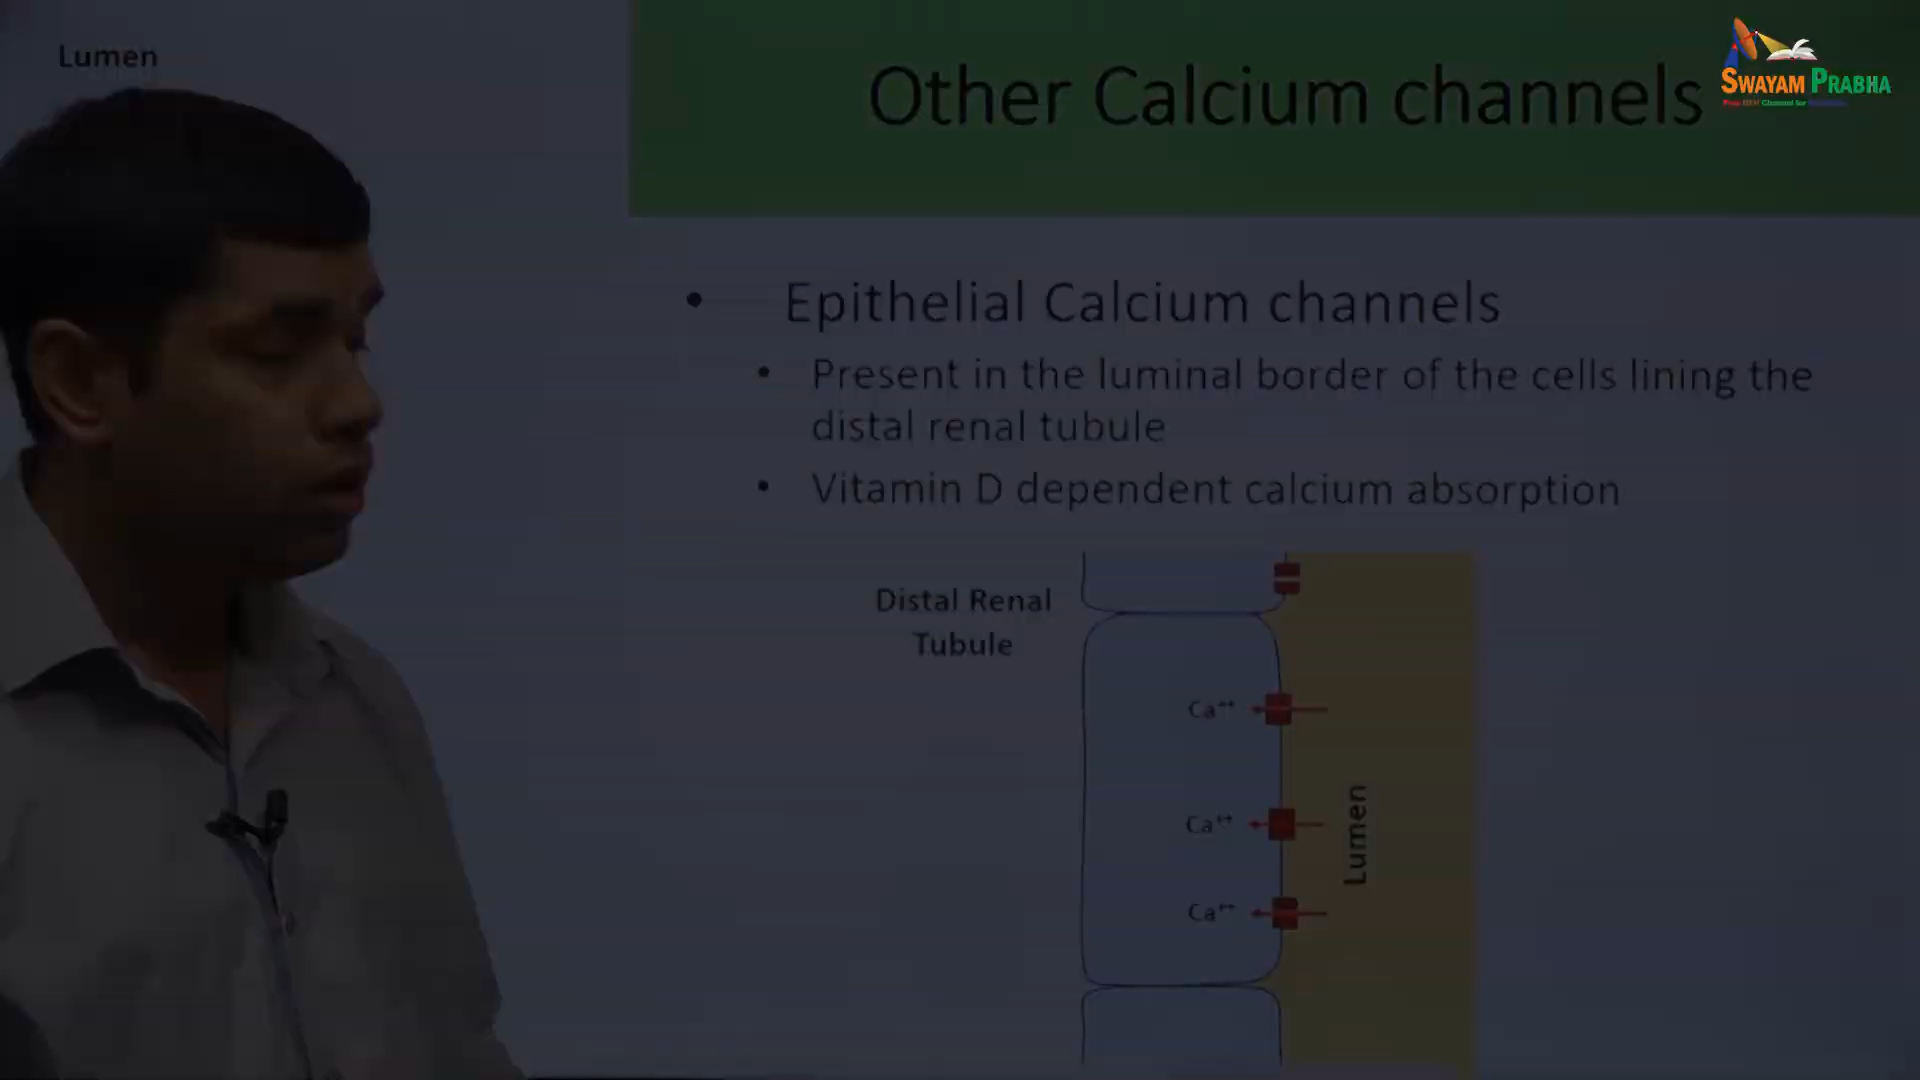 Lumen
SWAYAM PRABHA
Other Calcium channels
• Epithelial Calcium channels
• Present in the luminal border of the cells lining the
distal renal tubule
• Vitamin D dependent calcium absorption
Distal Renal
Tubule
Ca⁺⁺
Ca⁺⁺
Ca⁺⁺
Lumen